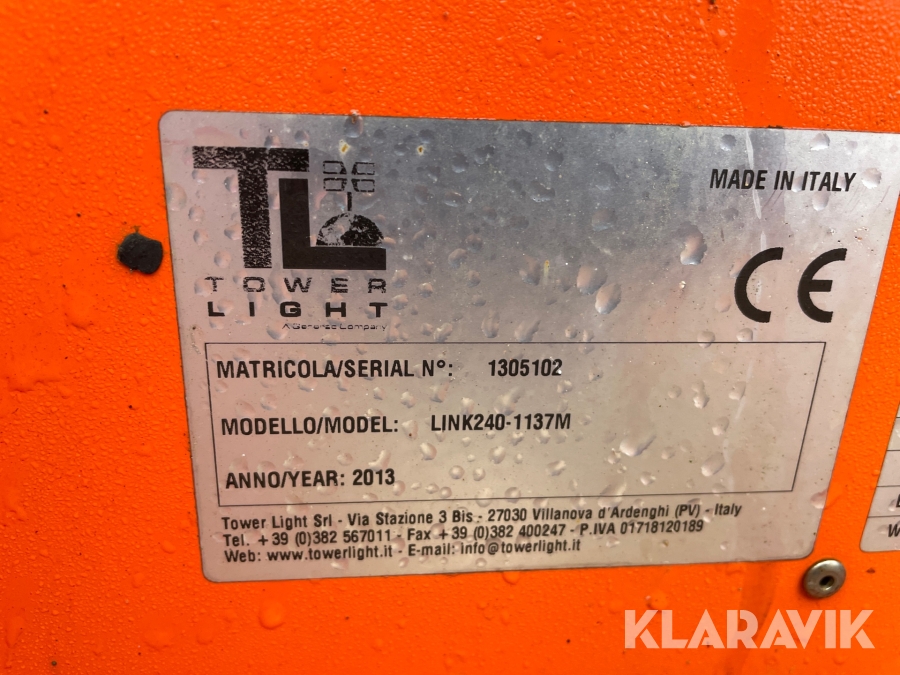 TL
TOWER
LIGHT
A Generac Company
MADE IN ITALY
CE
MATRICOLA/SERIAL N°: 1305102
MODELLO/MODEL: LINK240-1137M
ANNO/YEAR: 2013
Tower Light Srl - Via Stazione 3 Bis - 27030 Villanova d'Ardenghi (PV) - Italy
Tel. +39 (0)382 567011 - Fax +39 (0)382 400247 - P.IVA 01718120189
Web: www.towerlight.it - E-mail: info@towerlight.it
KLARAVIK